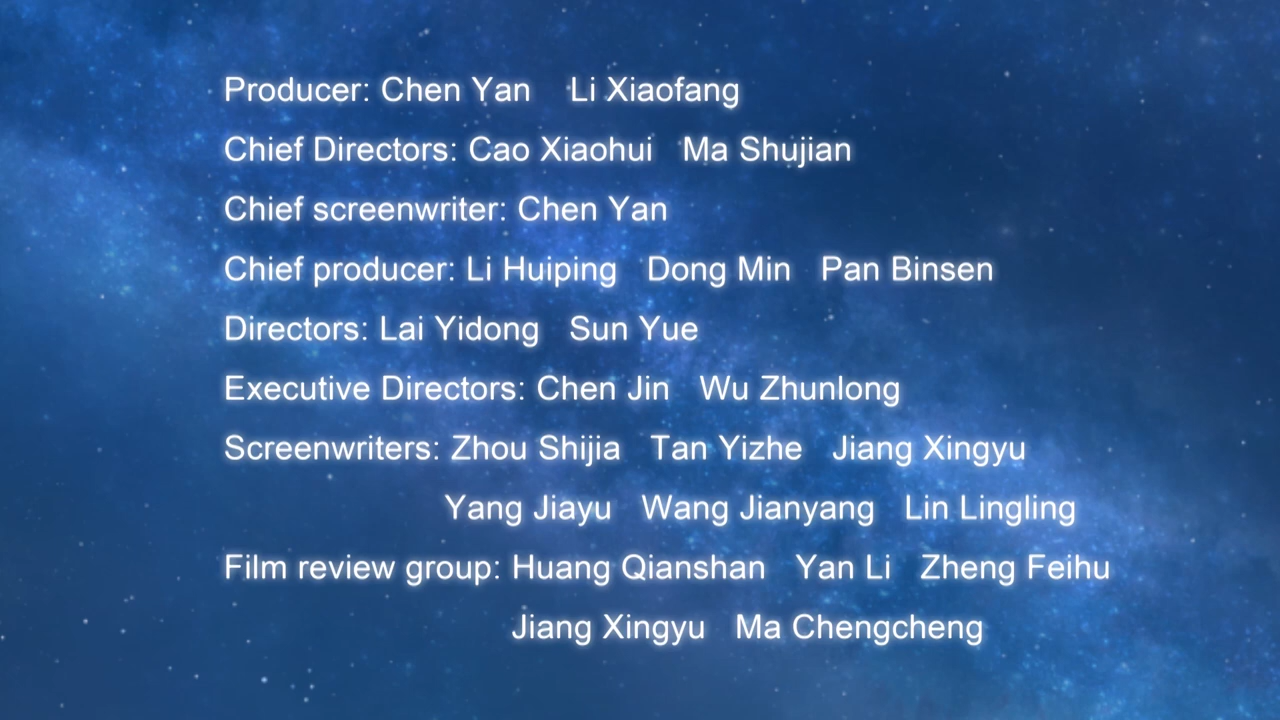 Producer: Chen Yan Li Xiaofang
Chief Directors: Cao Xiaohui Ma Shujian
Chief screenwriter: Chen Yan
Chief producer: Li Huiping Dong Min Pan Binsen
Directors: Lai Yidong Sun Yue
Executive Directors: Chen Jin Wu Zhunlong
Screenwriters: Zhou Shijia Tan Yizhe Jiang Xingyu
Yang Jiayu Wang Jianyang Lin Lingling
Film review group: Huang Qianshan Yan Li Zheng Feihu
Jiang Xingyu Ma Chengcheng